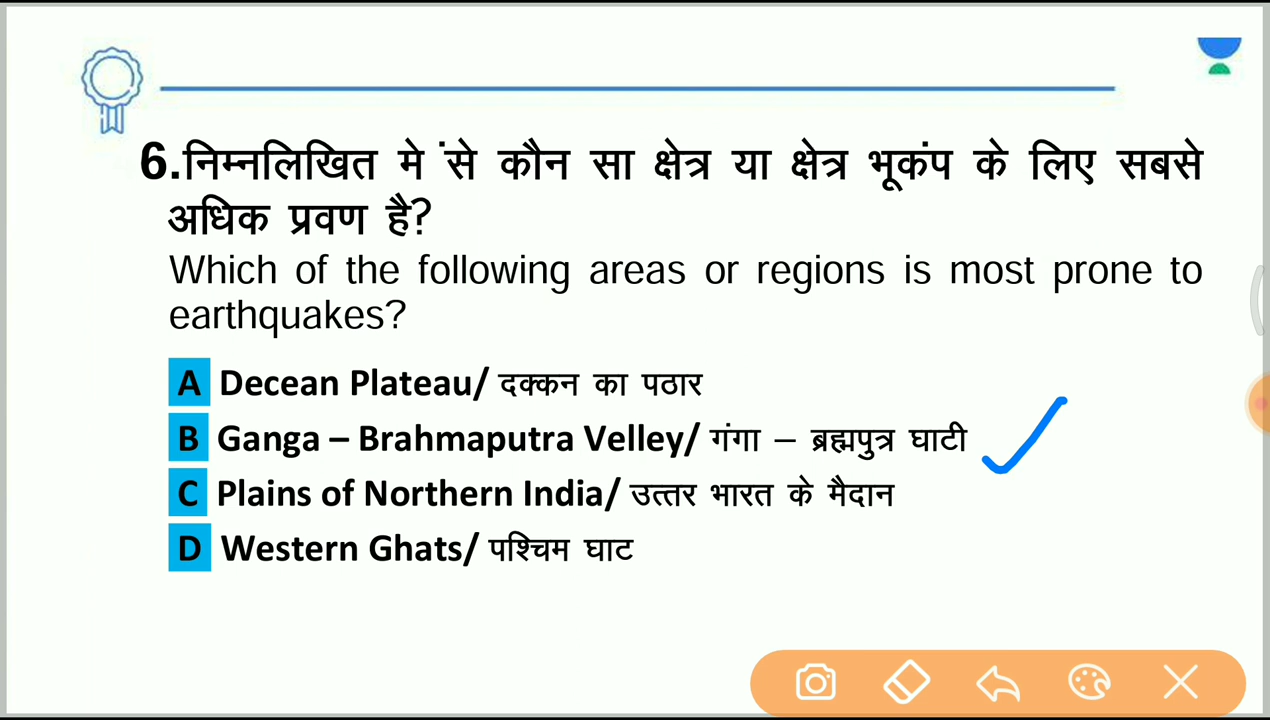 6.निम्नलिखित मे ंसे कौन सा क्षेत्र या क्षेत्र भूकंप के लिए सबसे
अधिक प्रवण है?
Which of the following areas or regions is most prone to
earthquakes?
A Decean Plateau/ दक्कन का पठार
B Ganga – Brahmaputra Velley/ गंगा – ब्रह्मपुत्र घाटी
C Plains of Northern India/ उत्तर भारत के मैदान
D Western Ghats/ पश्चिम घाट